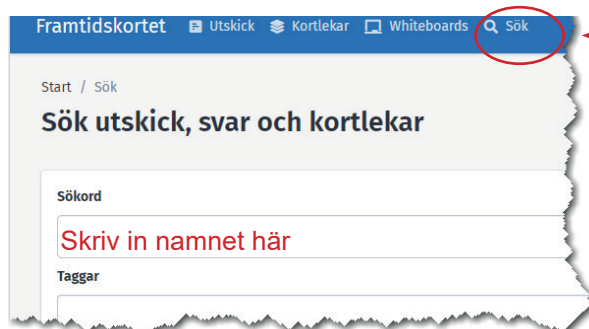 Framtidskortet Utskick Kortlekar Whiteboards Sök
Start / Sök
Sök utskick, svar och kortlekar
Sökord
Skriv in namnet här
Taggar